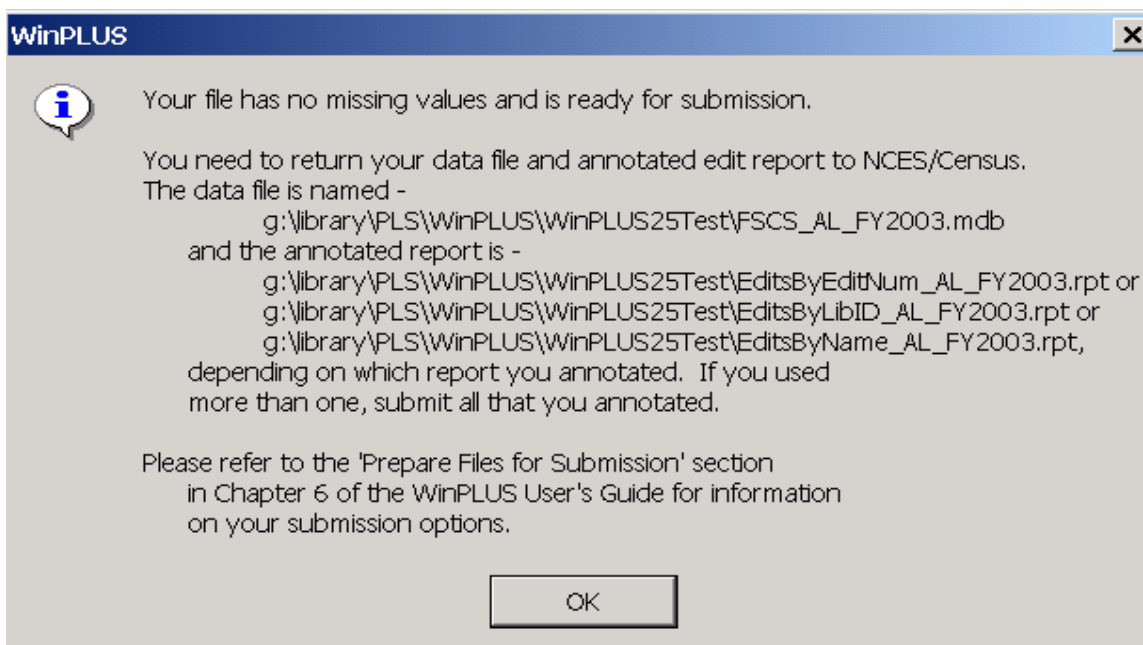 WinPLUS
Your file has no missing values and is ready for submission.
You need to return your data file and annotated edit report to NCES/Census.
The data file is named -
g:\library\PLS\WinPLUS\WinPLUS25Test\FSCS_AL_FY2003.mdb
and the annotated report is -
g:\library\PLS\WinPLUS\WinPLUS25Test\EditsByEditNum_AL_FY2003.rpt or
g:\library\PLS\WinPLUS\WinPLUS25Test\EditsByLibID_AL_FY2003.rpt or
g:\library\PLS\WinPLUS\WinPLUS25Test\EditsByName_AL_FY2003.rpt,
depending on which report you annotated. If you used
more than one, submit all that you annotated.
Please refer to the 'Prepare Files for Submission' section
in Chapter 6 of the WinPLUS User's Guide for information
on your submission options.
OK